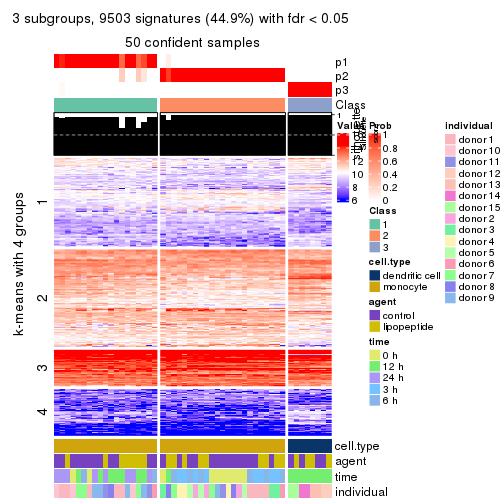 3 subgroups, 9503 signatures (44.9%) with fdr < 0.05
50 confident samples
p1
p2
p3
Class
1
k-means with 4 groups
1
2
3
4
cell.type
agent
time
individual
Value
12
10
8
6
Prob
1
0.8
0.6
0.4
0.2
0
Class
1
2
3
cell.type
dendritic cell
monocyte
agent
control
lipopeptide
time
0 h
12 h
24 h
3 h
6 h
individual
donor 1
donor 10
donor 11
donor 12
donor 13
donor 14
donor 15
donor 2
donor 3
donor 4
donor 5
donor 6
donor 7
donor 8
donor 9